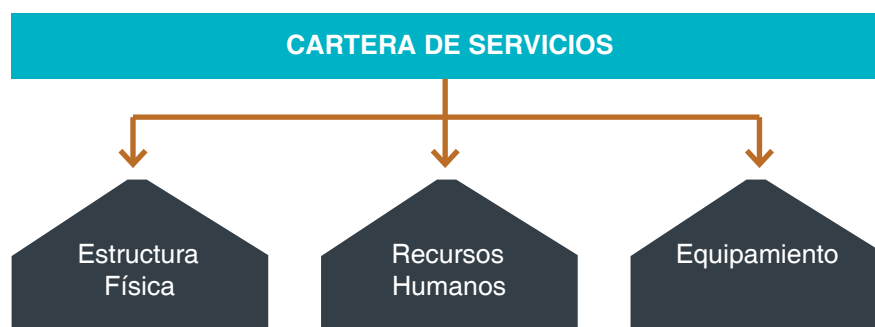 CARTERA DE SERVICIOS
Estructura
Física
Recursos
Humanos
Equipamiento